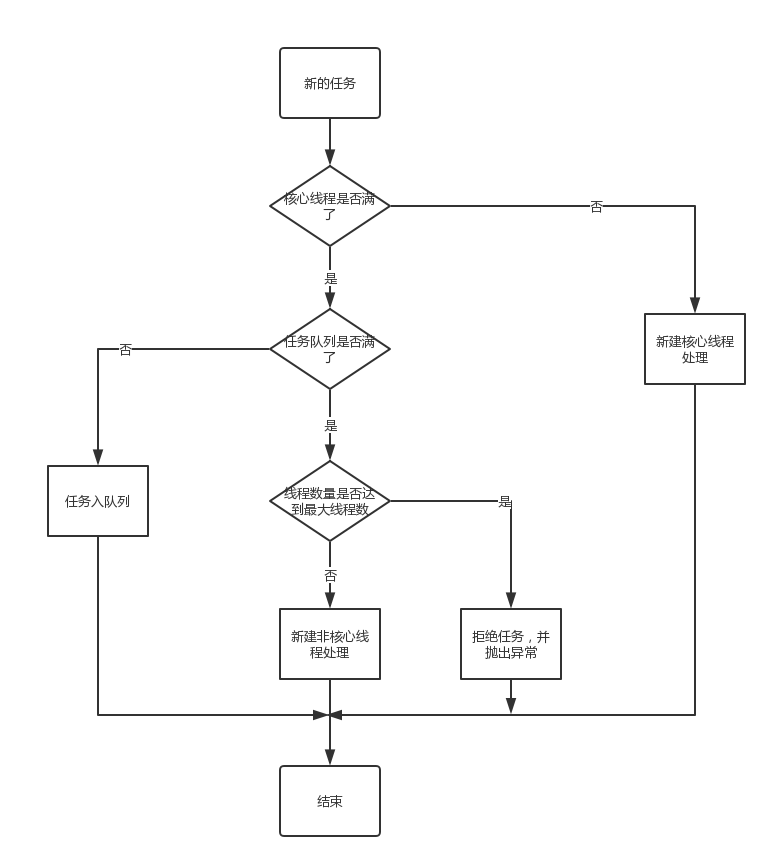 新的任务
核心线程是否满
了
否
是
任务队列是否满
了
否
新建核心线程
处理
是
任务入队列
线程数量是否达
到最大线程数
是
否
新建非核心线
程处理
拒绝任务，并
抛出异常
结束